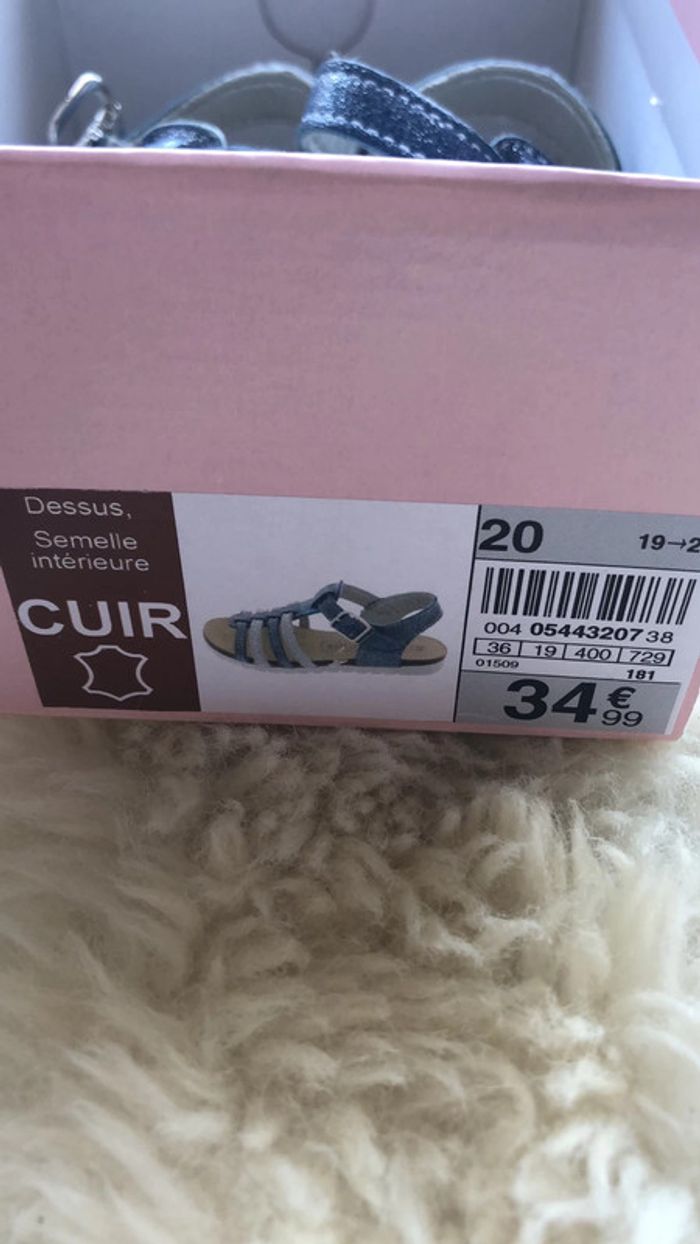 Dessus,
Semelle
intérieure
CUIR
20 19→2
004 05443207 38
36 19 400 729
01509
181
34 €99